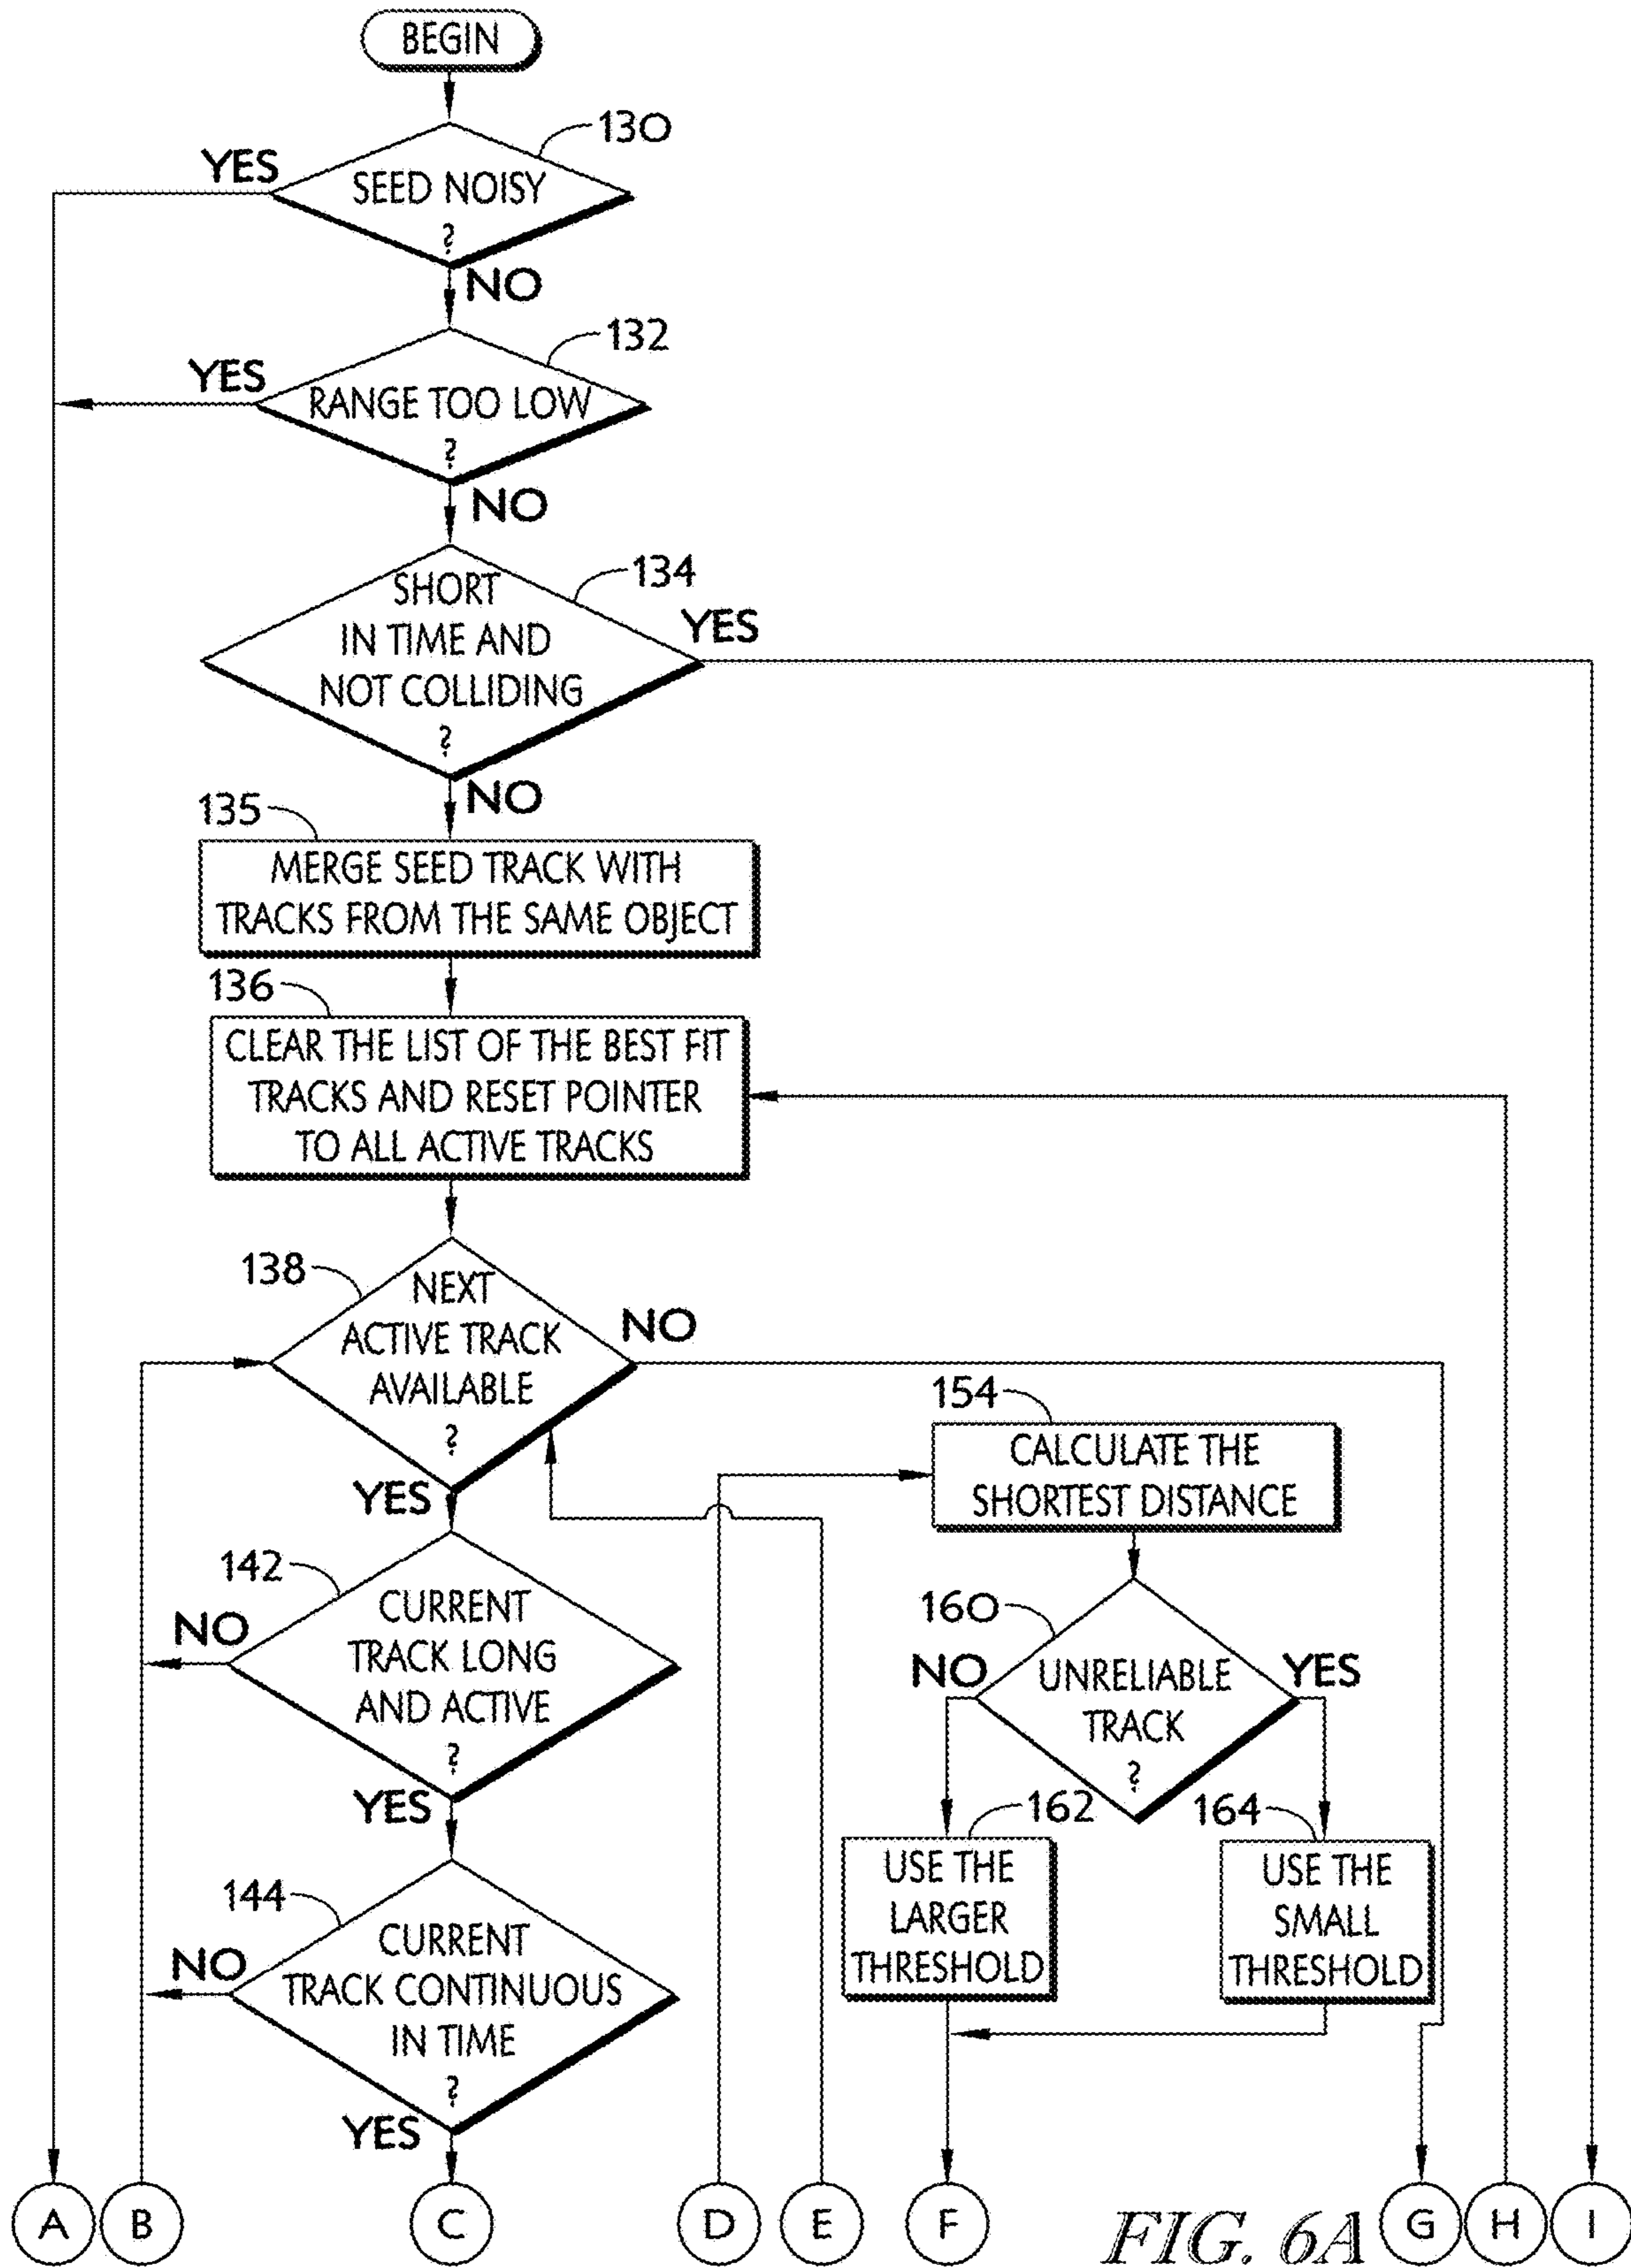 BEGIN
130
YES
SEED NOISY
?
NO
132
YES
RANGE TOO LOW
?
NO
134
SHORT
IN TIME AND
NOT COLLIDING
?
YES
NO
135
MERGE SEED TRACK WITH
TRACKS FROM THE SAME OBJECT
136
CLEAR THE LIST OF THE BEST FIT
TRACKS AND RESET POINTER
TO ALL ACTIVE TRACKS
138
NEXT
ACTIVE TRACK
AVAILABLE
?
NO
YES
142
CURRENT
TRACK LONG
AND ACTIVE
?
NO
YES
144
CURRENT
TRACK CONTINUOUS
IN TIME
?
NO
YES
154
CALCULATE THE
SHORTEST DISTANCE
160
NO
UNRELIABLE
TRACK
?
YES
162
USE THE
LARGER
THRESHOLD
164
USE THE
SMALL
THRESHOLD
A
B
C
D
E
F
G
H
I
FIG. 6A